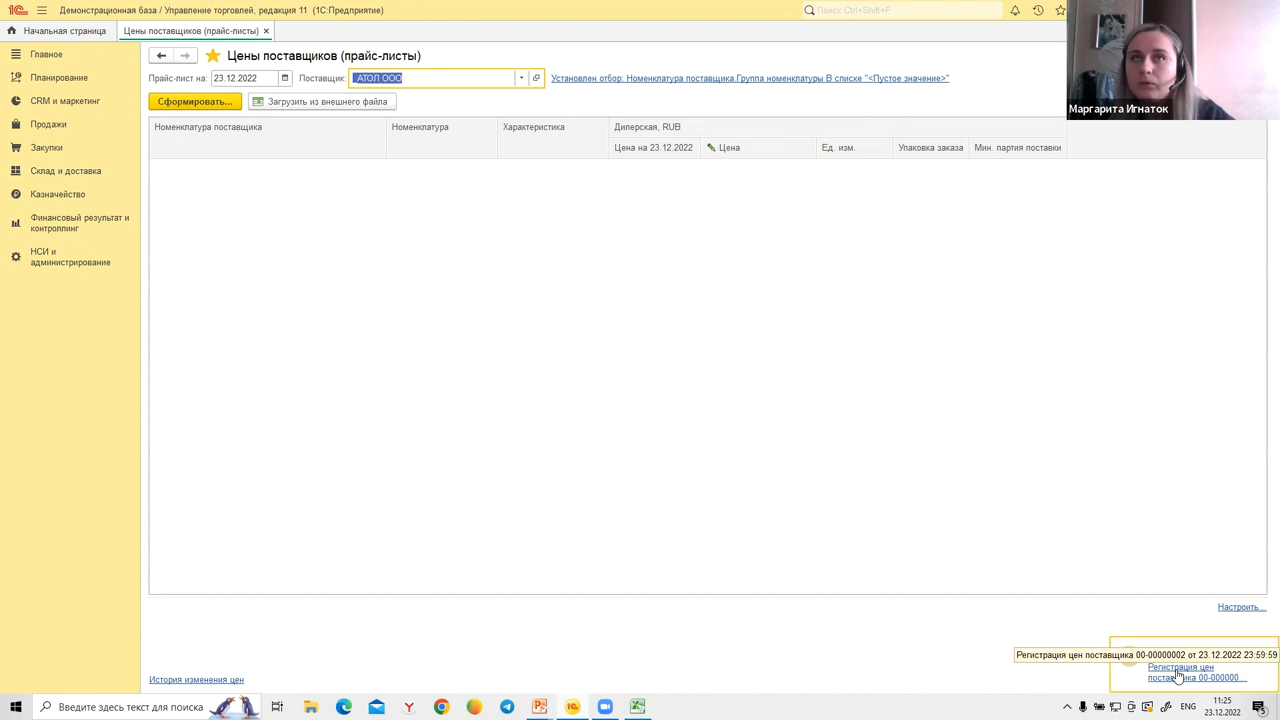 Демонстрационная база / Управление торговлей, редакция 11 (1С:Предприятие)
Поиск Ctrl+Shift+F
Начальная страница
Цены поставщиков (прайс-листы) ×
Главное
Планирование
CRM и маркетинг
Продажи
Закупки
Склад и доставка
Казначейство
Финансовый результат и
контроллинг
НСИ и
администрирование
Цены поставщиков (прайс-листы)
Прайс-лист на: 23.12.2022
Поставщик: АТОЛ ООО
Установлен отбор: Номенклатура поставщика.Группа номенклатуры В списке "<Пустое значение>"
Сформировать...
Загрузить из внешнего файла
Номенклатура поставщика
Номенклатура
Характеристика
Дилерская, RUB
Цена на 23.12.2022
Цена
Ед. изм.
Упаковка заказа
Мин. партия поставки
Маргарита Игнаток
Настроить...
Регистрация цен поставщика 00-00000002 от 23.12.2022 23:59:59
Регистрация цен
поставщика 00-000000...
История изменения цен
Введите здесь текст для поиска
ENG
11:25
23.12.2022